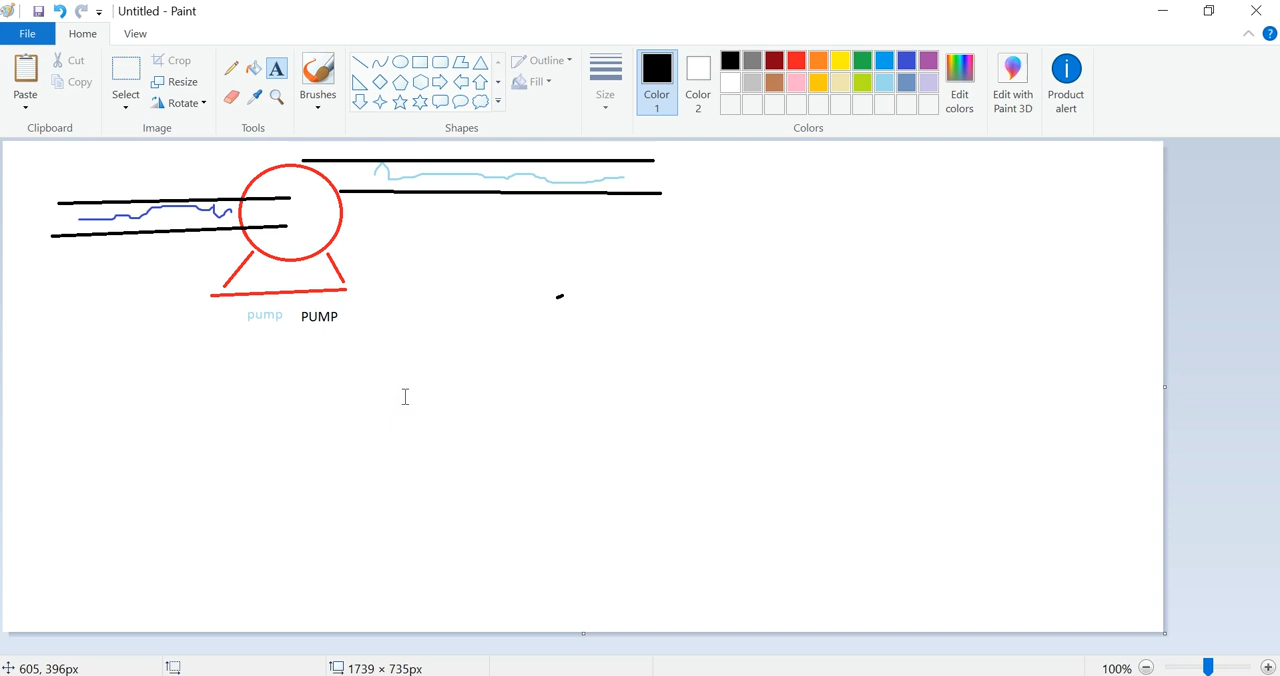 Untitled - Paint
File
Home
View
Paste
Cut
Copy
Clipboard
Select
Crop
Resize
Rotate
Image
A
Tools
Brushes
Shapes
Outline
Fill
Size
Color
1
Color
2
Edit
colors
Colors
Edit with
Paint 3D
i
Product
alert
?
pump PUMP
605, 396px
1739 × 735px
100%